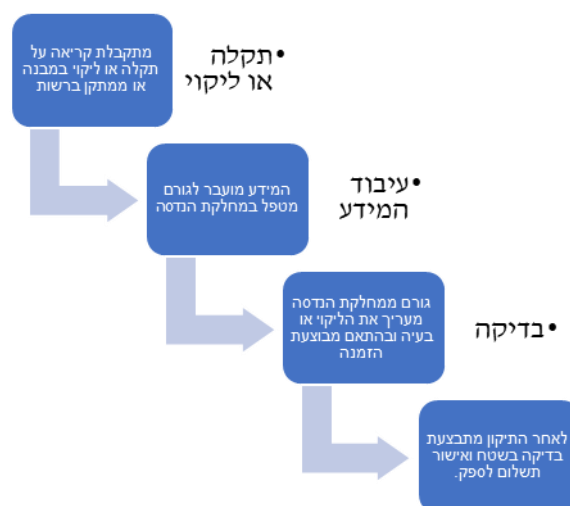 מתקבלת קריאה על
תקלה או ליקוי במבנה
או ממתקן ברשות
•תקלה
או ליקוי
המידע מועבר לגורם
מטפל במחלקת הנדסה
•עיבוד
המידע
גורם ממחלקת הנדסה
מעריך את הליקוי או
בעיה ובהתאם מבוצעת
הזמנה
•בדיקה
לאחר התיקון מתבצעת
בדיקה בשטח ואישור
תשלום לספק.